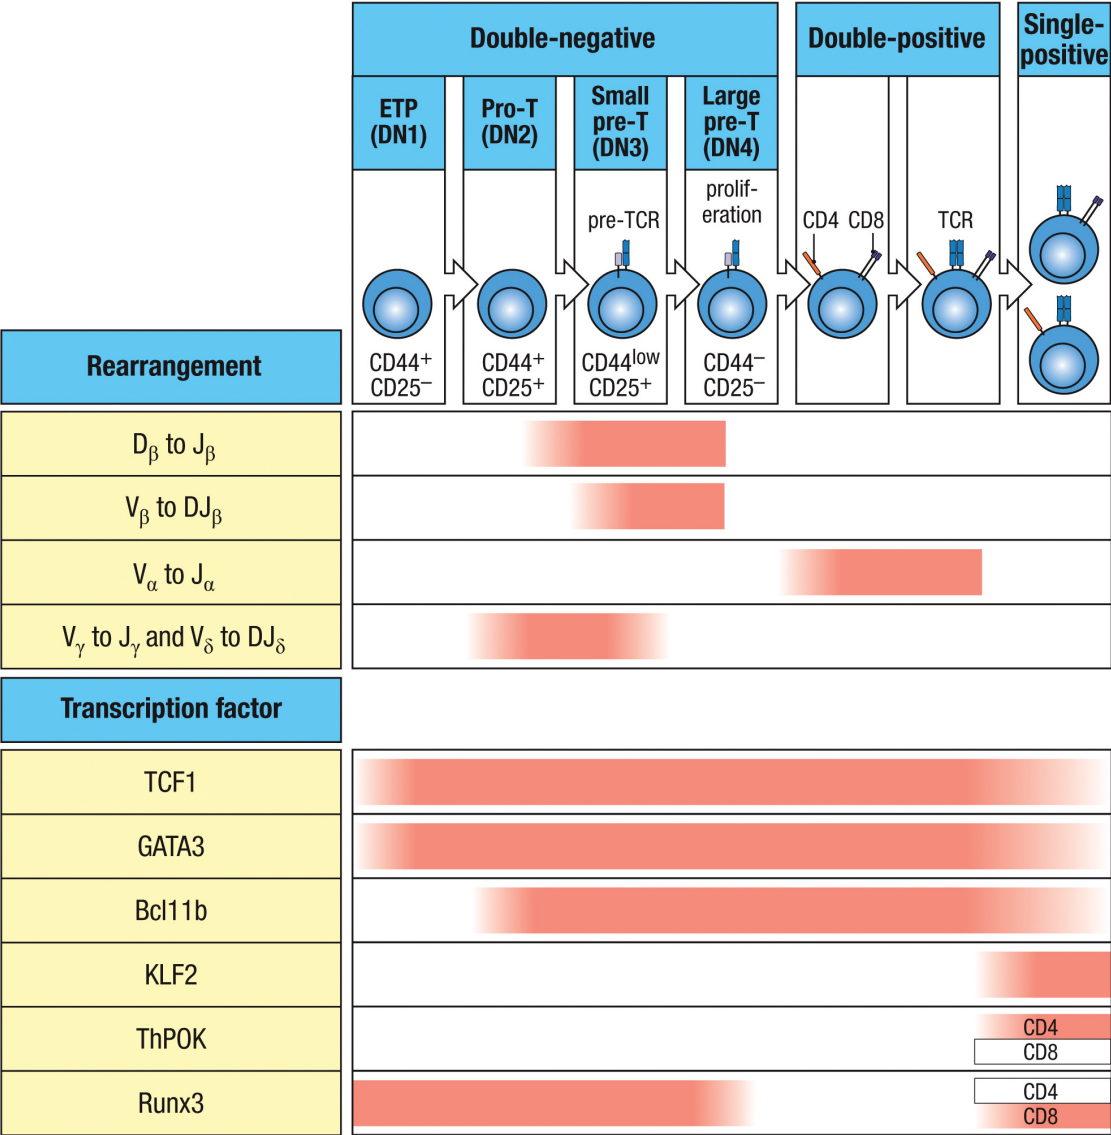 Double-negative
Double-positive
Single-
positive
ETP
(DN1)
Pro-T
(DN2)
Small
pre-T
(DN3)
Large
pre-T
(DN4)
prolif-
eration
pre-TCR
CD4
CD8
TCR
Rearrangement
CD44+
CD25–
CD44+
CD25+
CD44low
CD25+
CD44–
CD25–
Dβ to Jβ
Vβ to DJβ
Vα to Jα
Vγ to Jγ and Vδ to DJδ
Transcription factor
TCF1
GATA3
Bcl11b
KLF2
ThPOK
CD4
CD8
Runx3
CD4
CD8